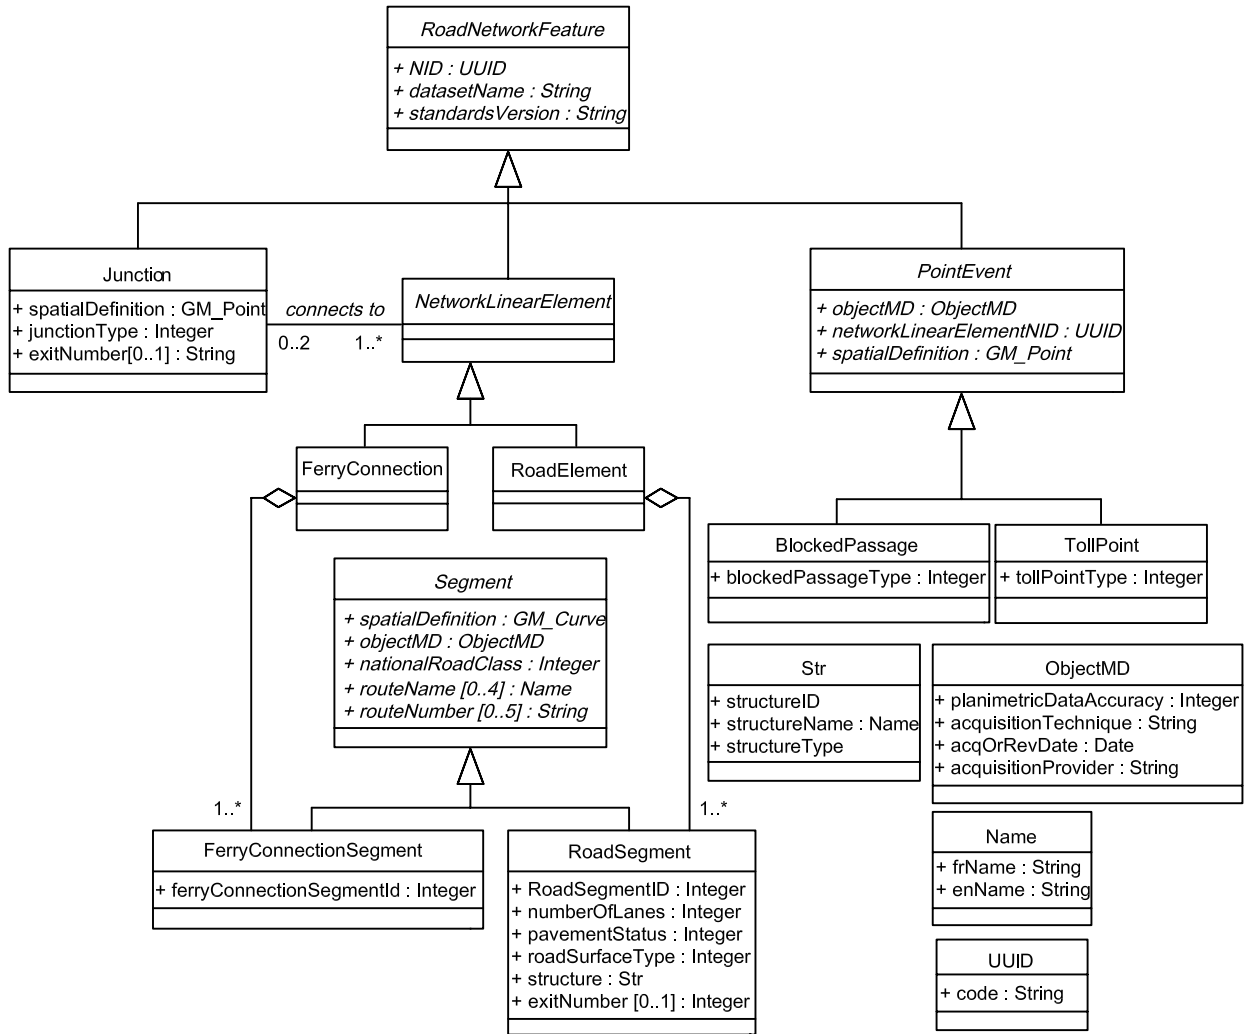 RoadNetworkFeature
+ NID : UUID
+ datasetName : String
+ standardsVersion : String
Junction
+ spatialDefinition : GM_Point
+ junctionType : Integer
+ exitNumber[0..1] : String
connects to
0..2
1..*
NetworkLinearElement
PointEvent
+ objectMD : ObjectMD
+ networkLinearElementNID : UUID
+ spatialDefinition : GM_Point
FerryConnection
RoadElement
BlockedPassage
+ blockedPassageType : Integer
TollPoint
+ tollPointType : Integer
Segment
+ spatialDefinition : GM_Curve
+ objectMD : ObjectMD
+ nationalRoadClass : Integer
+ routeName [0..4] : Name
+ routeNumber [0..5] : String
Str
+ structureID
+ structureName : Name
+ structureType
ObjectMD
+ planimetricDataAccuracy : Integer
+ acquisitionTechnique : String
+ acqOrRevDate : Date
+ acquisitionProvider : String
1..*
1..*
FerryConnectionSegment
+ ferryConnectionSegmentId : Integer
RoadSegment
+ RoadSegmentID : Integer
+ numberOfLanes : Integer
+ pavementStatus : Integer
+ roadSurfaceType : Integer
+ structure : Str
+ exitNumber [0..1] : Integer
Name
+ frName : String
+ enName : String
UUID
+ code : String